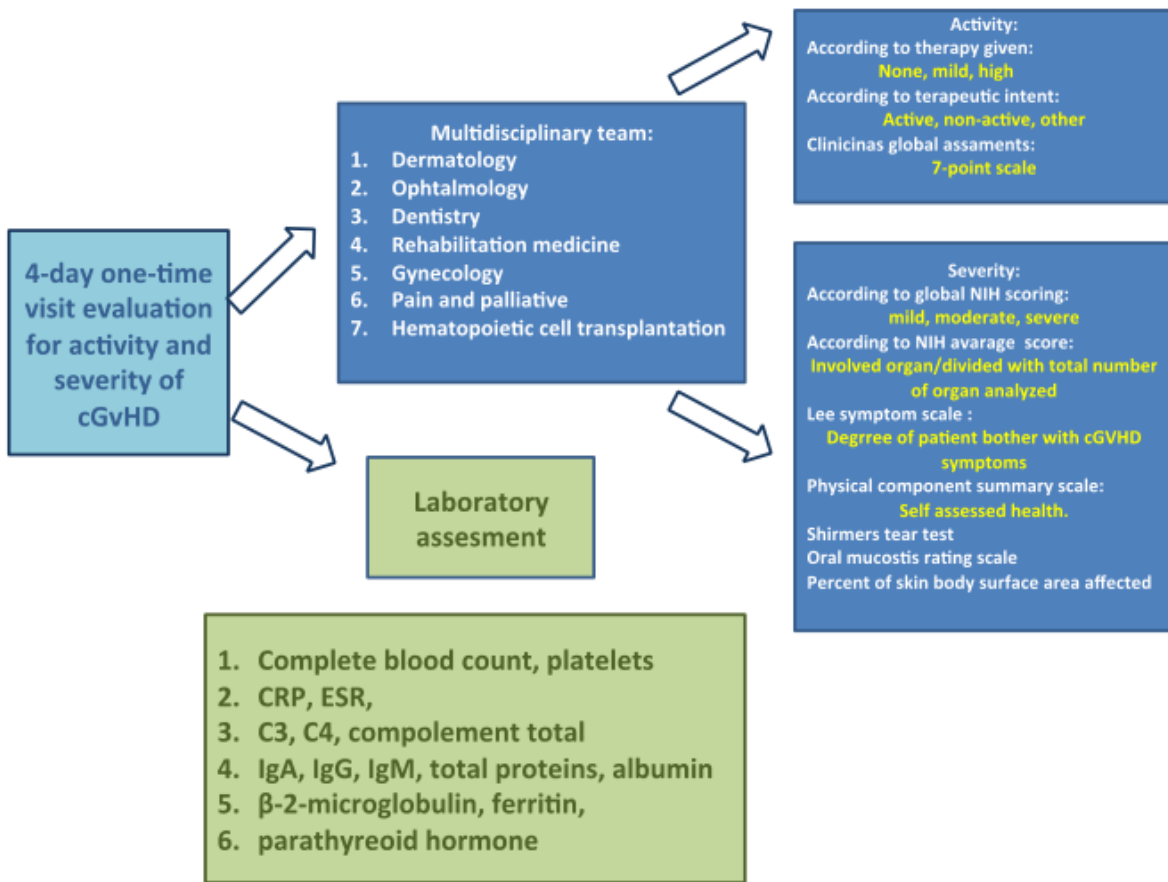 4-day one-time
visit evaluation
for activity and
severity of
cGvHD
Multidisciplinary team:
1. Dermatology
2. Ophtalmology
3. Dentistry
4. Rehabilitation medicine
5. Gynecology
6. Pain and palliative
7. Hematopoietic cell transplantation
Activity:
According to therapy given:
None, mild, high
According to terapeutic intent:
Active, non-active, other
Clinicinas global assaments:
7-point scale
Severity:
According to global NIH scoring:
mild, moderate, severe
According to NIH avarage score:
Involved organ/divided with total number
of organ analyzed
Lee symptom scale :
Degrree of patient bother with cGVHD
symptoms
Physical component summary scale:
Self assessed health.
Shirmers tear test
Oral mucostis rating scale
Percent of skin body surface area affected
Laboratory
assesment
1. Complete blood count, platelets
2. CRP, ESR,
3. C3, C4, compolement total
4. IgA, IgG, IgM, total proteins, albumin
5. β-2-microglobulin, ferritin,
6. parathyreoid hormone